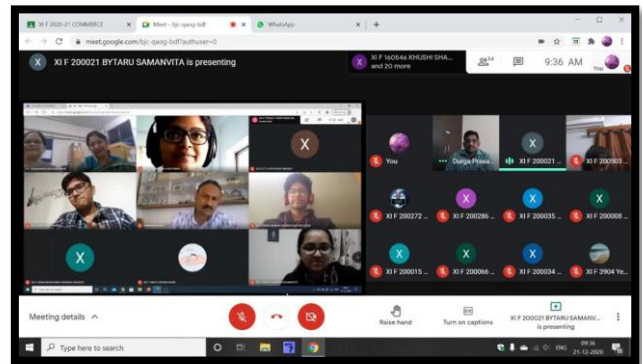 XI F 2020-21 COMMERCE
Meet - bjc-qaog-bdf
WhatsApp
meet.google.com/bjc-qaog-bdf?authuser=0
X
XI F 200021 BYTARU SAMANVITA is presenting
X
XI F 160546 KHUSHI SHA...
and 20 more
34
9:36 AM
You
X
You
Durga Prasa...
X
XI F 200021 ...
XI F 200503 ...
X
X
X
XI F 200272 ...
XI F 200286 ...
XI F 200035 ...
XI F 200008 ...
X
X
X
X
X
XI F 200015 ...
XI F 200066 ...
XI F 200034 ...
XI F 3904 Ye...
Meeting details
Raise hand
Turn on captions
XI F 200021 BYTARU SAMANV...
is presenting
Type here to search
ENG
09:36
21-12-2020